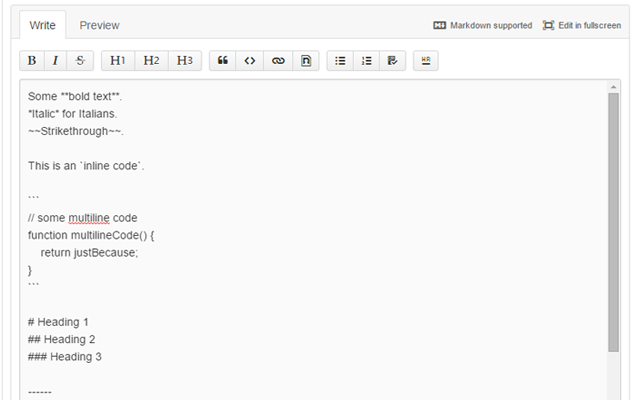 Write Preview Markdown supported Edit in fullscreen
B I S H1 H2 H3 HR
Some **bold text**.
*Italic* for Italians.
~~Strikethrough~~.
This is an `inline code`.
```
// some multiline code
function multilineCode() {
    return justBecause;
}
```
# Heading 1
## Heading 2
### Heading 3
------